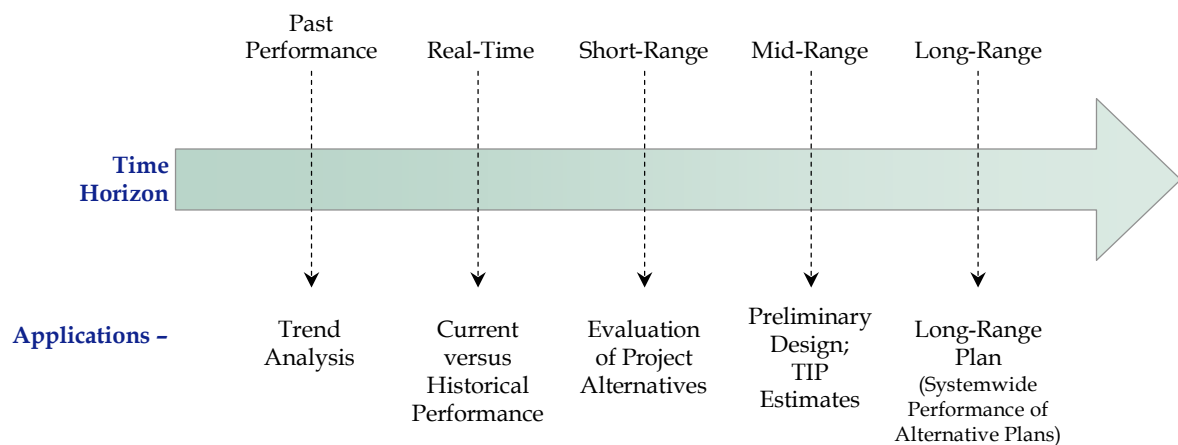 Past
Performance
Real-Time
Short-Range
Mid-Range
Long-Range
Time
Horizon
Applications –
Trend
Analysis
Current
versus
Historical
Performance
Evaluation
of Project
Alternatives
Preliminary
Design;
TIP
Estimates
Long-Range
Plan
(Systemwide
Performance of
Alternative Plans)